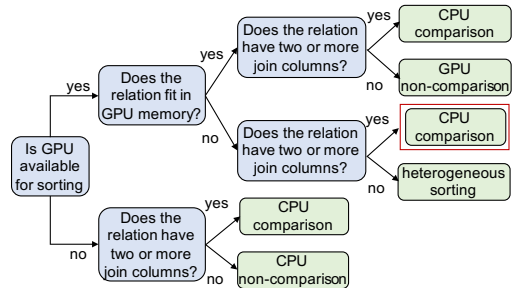 Is GPU
available
for sorting
yes
no
Does the
relation fit in
GPU memory?
yes
no
Does the relation
have two or more
join columns?
yes
no
CPU
comparison
GPU
non-comparison
Does the relation
have two or more
join columns?
yes
no
CPU
comparison
heterogeneous
sorting
Does the
relation have
two or more
join columns?
yes
no
CPU
comparison
CPU
non-comparison